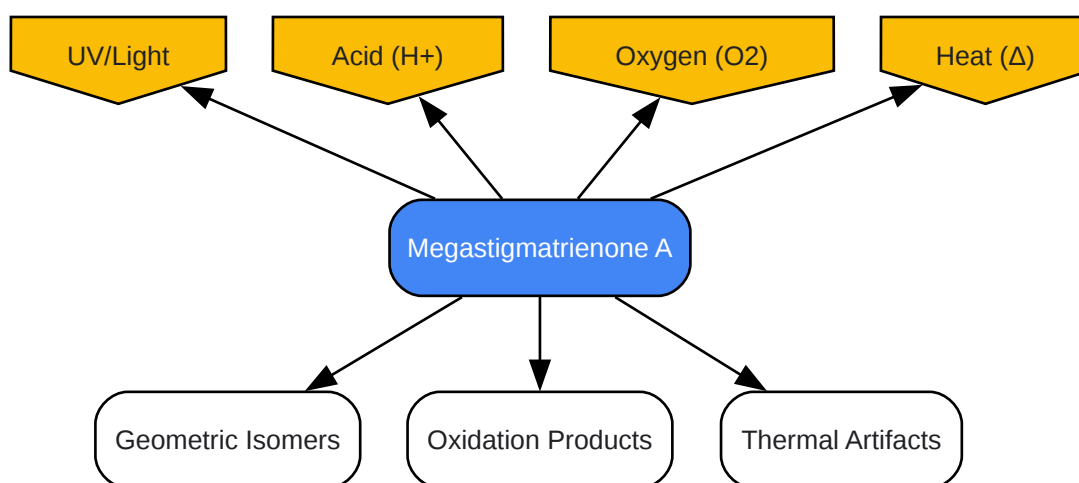 UV/Light
Acid (H+)
Oxygen (O2)
Heat (Δ)
Megastigmatrienone A
Geometric Isomers
Oxidation Products
Thermal Artifacts